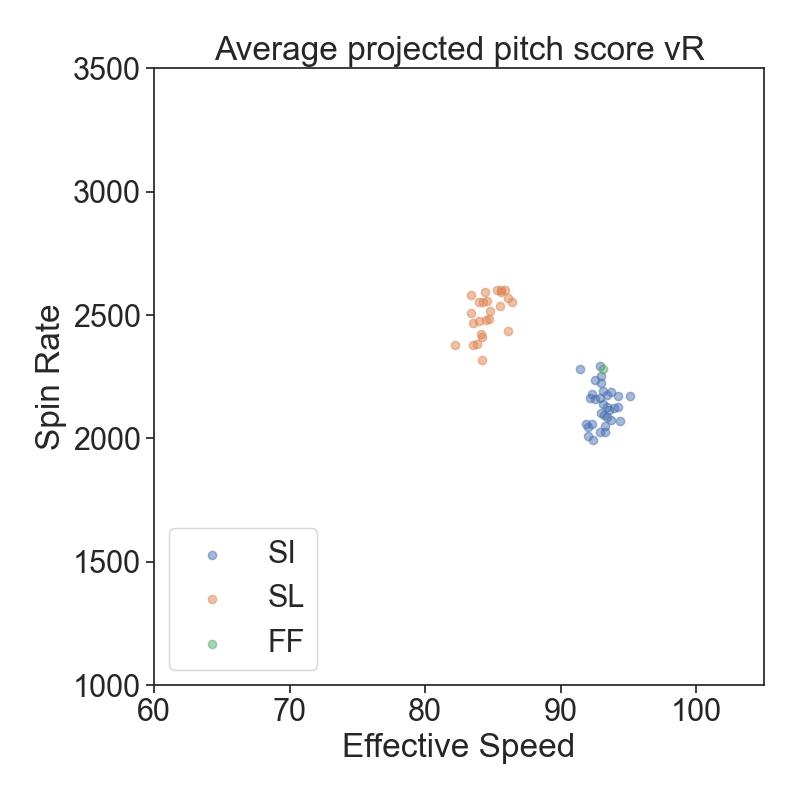 Average projected pitch score vR
3500
3000
2500
2000
1500
1000
Spin Rate
SI
SL
FF
60 70 80 90 100
Effective Speed